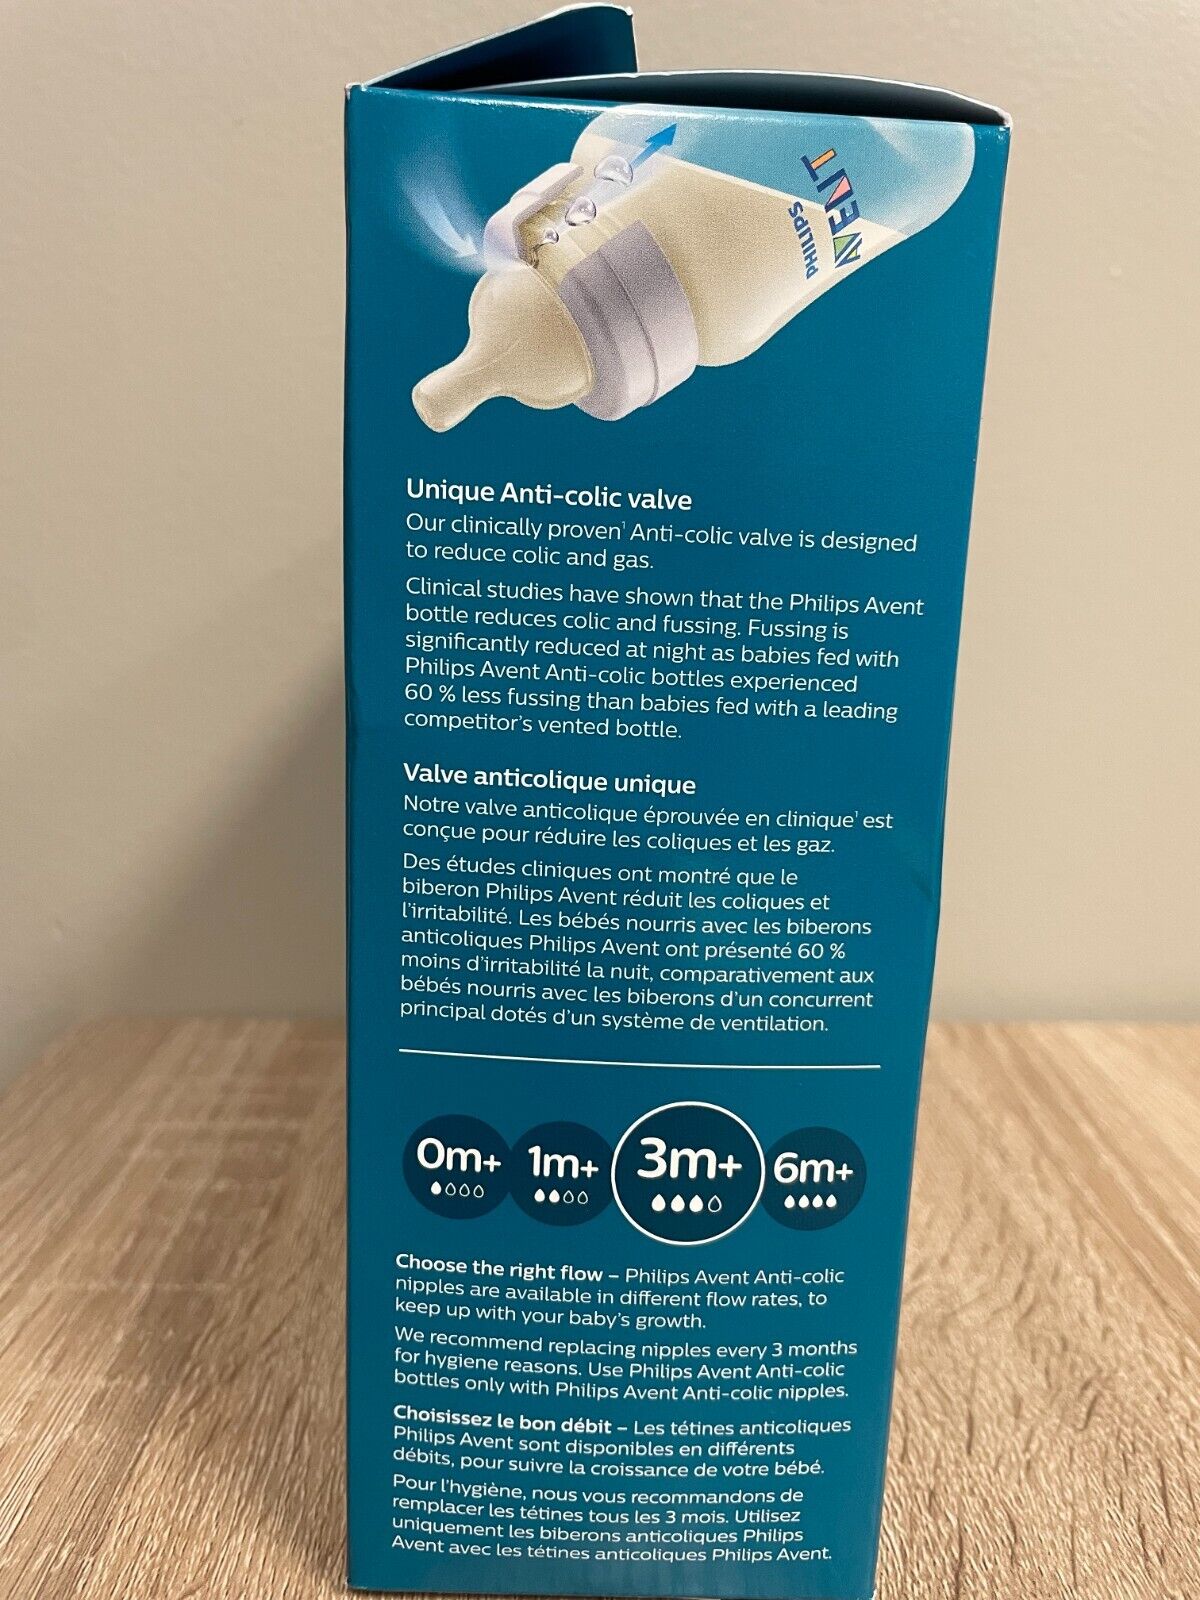 PHILIPS
AVENT
Unique Anti-colic valve
Our clinically proven¹ Anti-colic valve is designed
to reduce colic and gas.
Clinical studies have shown that the Philips Avent
bottle reduces colic and fussing. Fussing is
significantly reduced at night as babies fed with
Philips Avent Anti-colic bottles experienced
60 % less fussing than babies fed with a leading
competitor's vented bottle.
Valve anticolique unique
Notre valve anticolique éprouvée en clinique¹ est
conçue pour réduire les coliques et les gaz.
Des études cliniques ont montré que le
biberon Philips Avent réduit les coliques et
l'irritabilité. Les bébés nourris avec les biberons
anticoliques Philips Avent ont présenté 60 %
moins d'irritabilité la nuit, comparativement aux
bébés nourris avec les biberons d'un concurrent
principal dotés d'un système de ventilation.
0m+ 1m+ 3m+ 6m+
Choose the right flow – Philips Avent Anti-colic
nipples are available in different flow rates, to
keep up with your baby's growth.
We recommend replacing nipples every 3 months
for hygiene reasons. Use Philips Avent Anti-colic
bottles only with Philips Avent Anti-colic nipples.
Choisissez le bon débit – Les tétines anticoliques
Philips Avent sont disponibles en différents
débits, pour suivre la croissance de votre bébé.
Pour l'hygiène, nous vous recommandons de
remplacer les tétines tous les 3 mois. Utilisez
uniquement les biberons anticoliques Philips
Avent avec les tétines anticoliques Philips Avent.